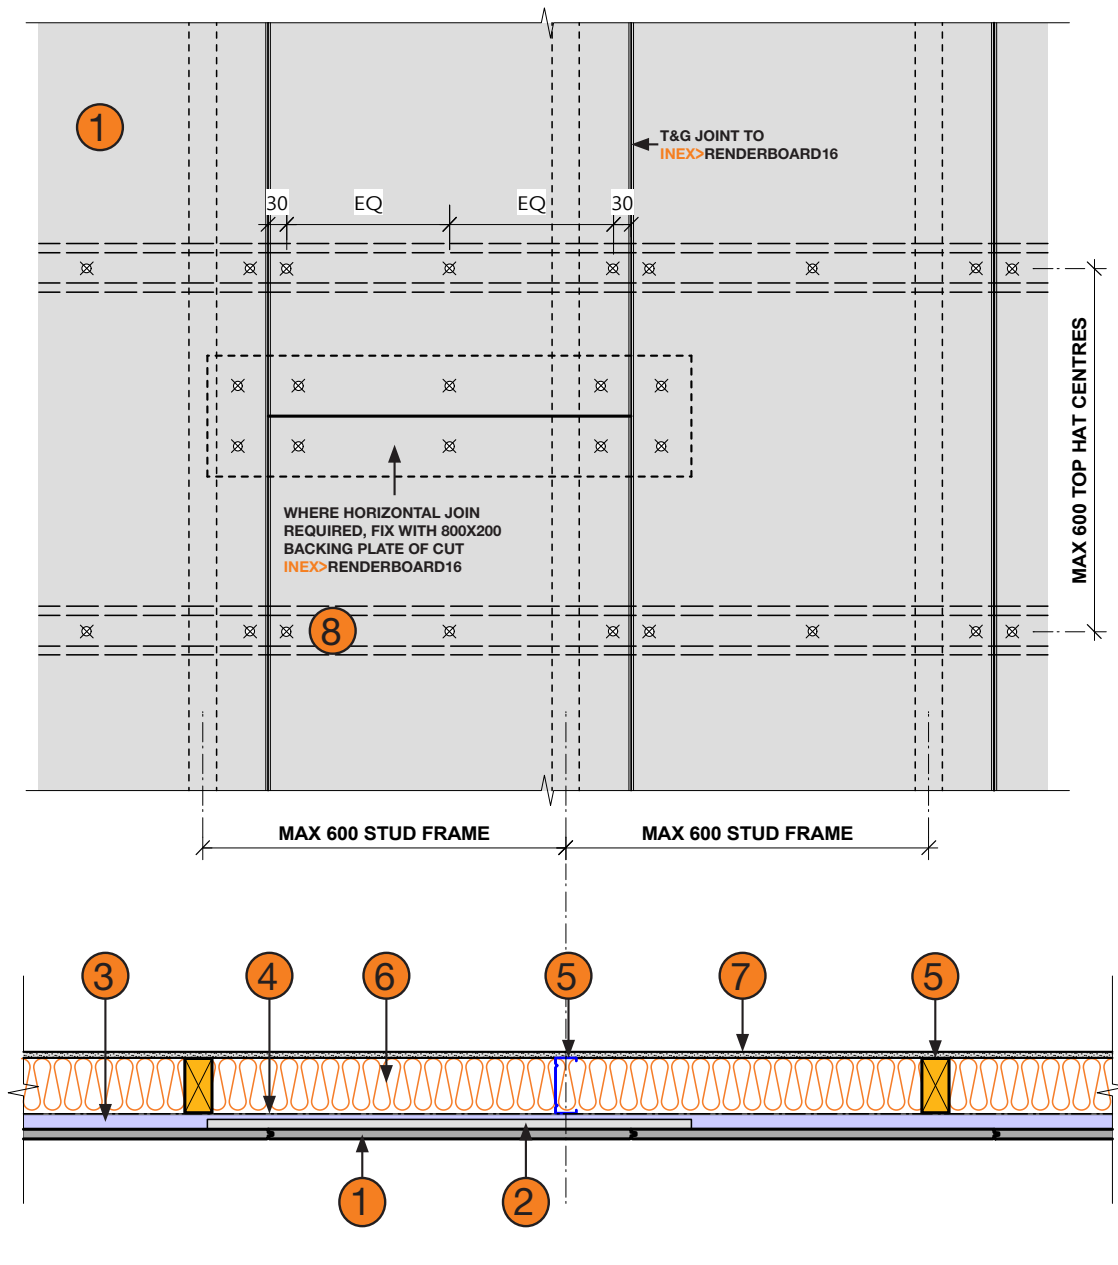 1
T&G JOINT TO
INEX>RENDERBOARD16
30 EQ EQ 30
MAX 600 TOP HAT CENTRES
WHERE HORIZONTAL JOIN
REQUIRED, FIX WITH 800X200
BACKING PLATE OF CUT
INEX>RENDERBOARD16
8
MAX 600 STUD FRAME MAX 600 STUD FRAME
3 4 6 5 7 5
1 2